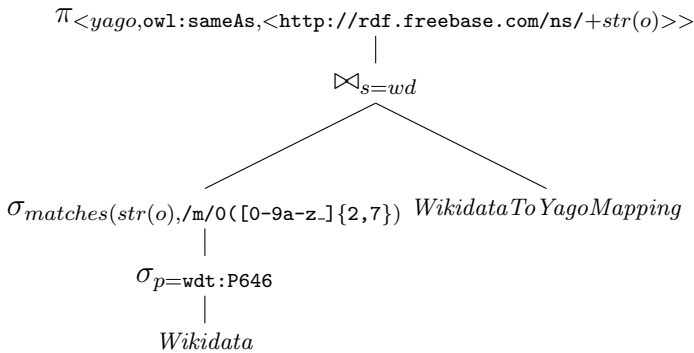 π<yago,owl:sameAs,<http://rdf.freebase.com/ns/+str(o)>>
⋈s=wd
σmatches(str(o),/m/0([0-9a-z_]{2,7}) WikidataToYagoMapping
σp=wdt:P646
Wikidata